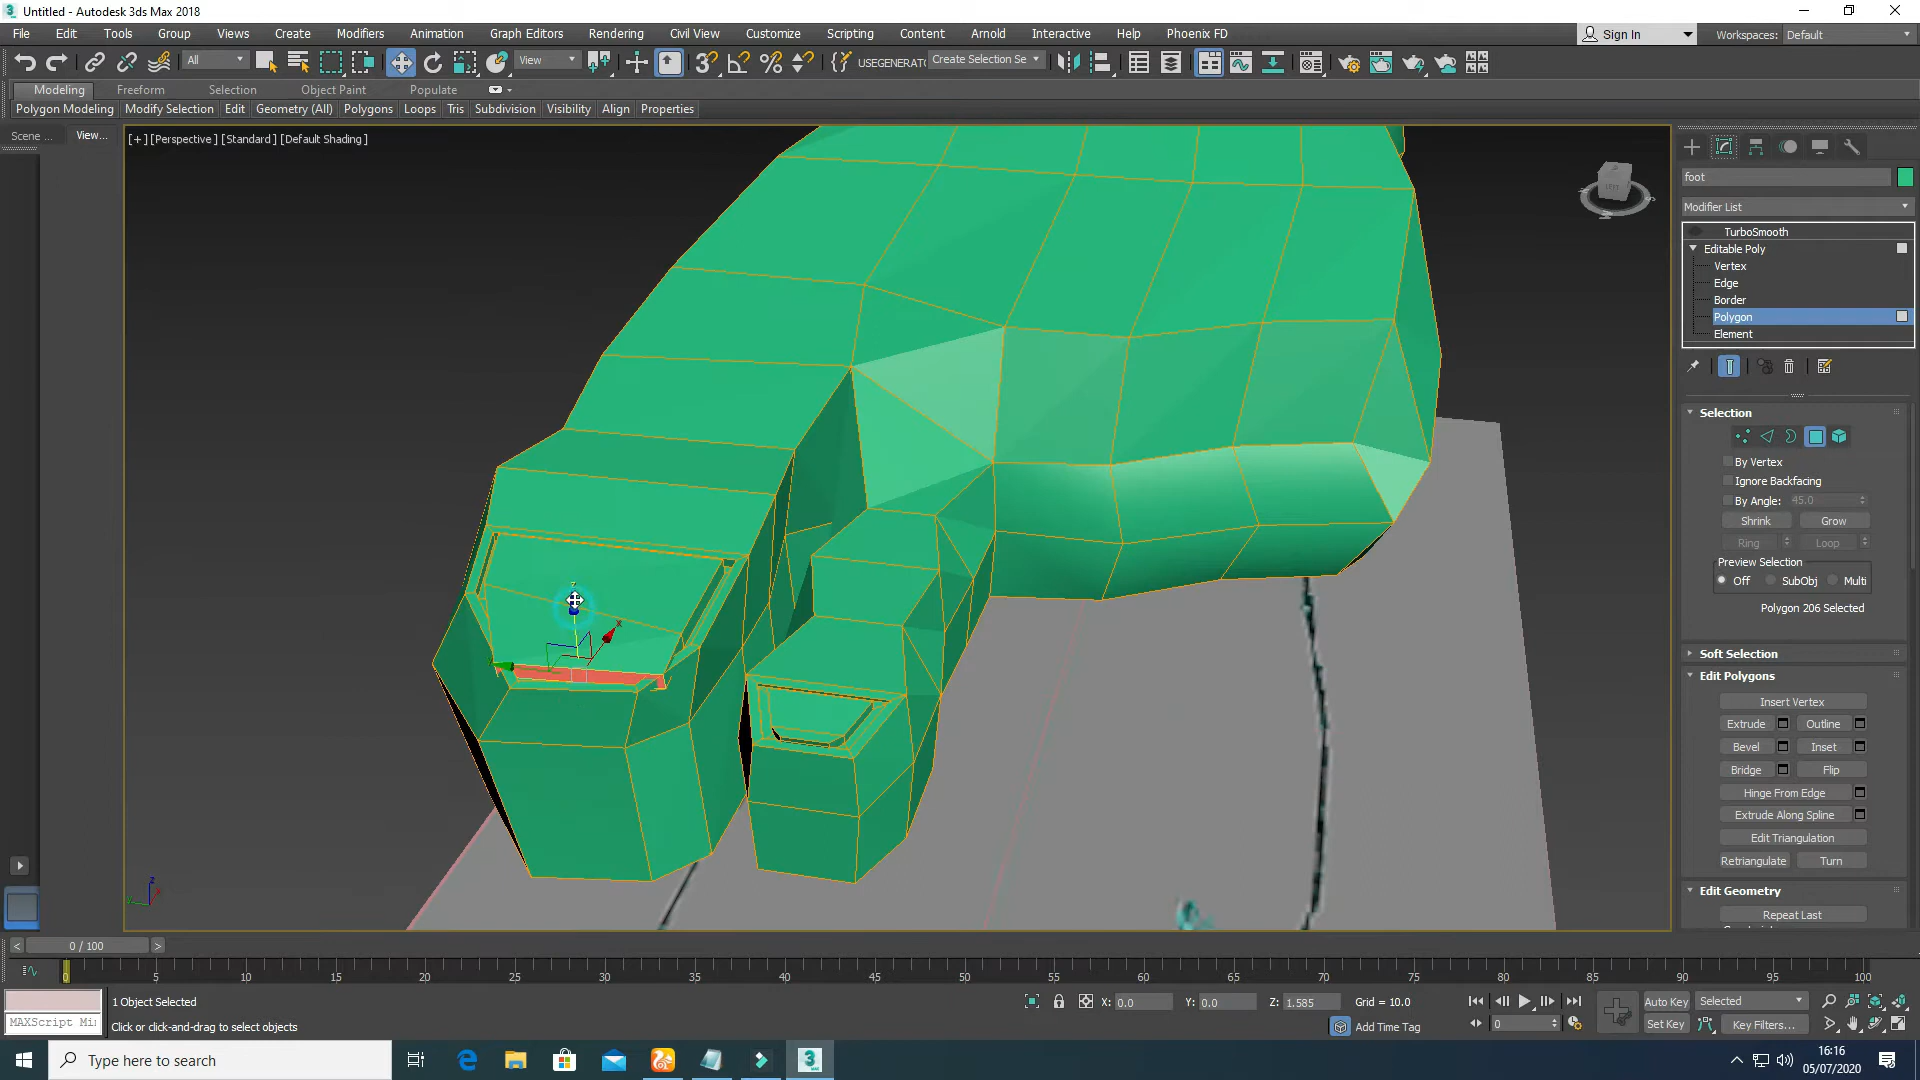 Untitled - Autodesk 3ds Max 2018
File Edit Tools Group Views Create Modifiers Animation Graph Editors Rendering Civil View Customize Scripting Content Arnold Interactive Help Phoenix FD
Sign In
Workspaces: Default
All
View
USEGENERATO
Create Selection Se
Modeling Freeform Selection Object Paint Populate
Polygon Modeling Modify Selection Edit Geometry (All) Polygons Loops Tris Subdivision Visibility Align Properties
Scene ... View...
[+] [Perspective] [Standard] [Default Shading]
foot
Modifier List
TurboSmooth
Editable Poly
Vertex
Edge
Border
Polygon
Element
Selection
By Vertex
Ignore Backfacing
By Angle: 45.0
Shrink Grow
Ring Loop
Preview Selection
Off SubObj Multi
Polygon 206 Selected
Soft Selection
Edit Polygons
Insert Vertex
Extrude Outline
Bevel Inset
Bridge Flip
Hinge From Edge
Extrude Along Spline
Edit Triangulation
Retriangulate Turn
Edit Geometry
Repeat Last
< 0 / 100 >
0 5 10 15 20 25 30 35 40 45 50 55 60 65 70 75 80 85 90 95 100
1 Object Selected
X: 0.0 Y: 0.0 Z: 1.585 Grid = 10.0
Auto Key Selected
MAXScript Mi
Click or click-and-drag to select objects
Add Time Tag
0
Set Key Key Filters...
Type here to search
16:16
05/07/2020